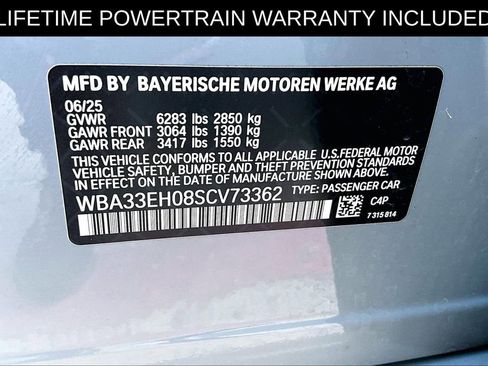 LIFETIME POWERTRAIN WARRANTY INCLUDED
MFD BY BAYERISCHE MOTOREN WERKE AG
06/25
GVWR 6283 lbs 2850 kg
GAWR FRONT 3064 lbs 1390 kg
GAWR REAR 3417 lbs 1550 kg
THIS VEHICLE CONFORMS TO ALL APPLICABLE U.S. FEDERAL MOTOR
VEHICLE SAFETY, BUMPER AND THEFT PREVENTION STANDARDS
IN EFFECT ON THE DATE OF MANUFACTURE SHOWN ABOVE.
WBA33EH08SCV73362 TYPE: PASSENGER CAR
C4P
7 315 814